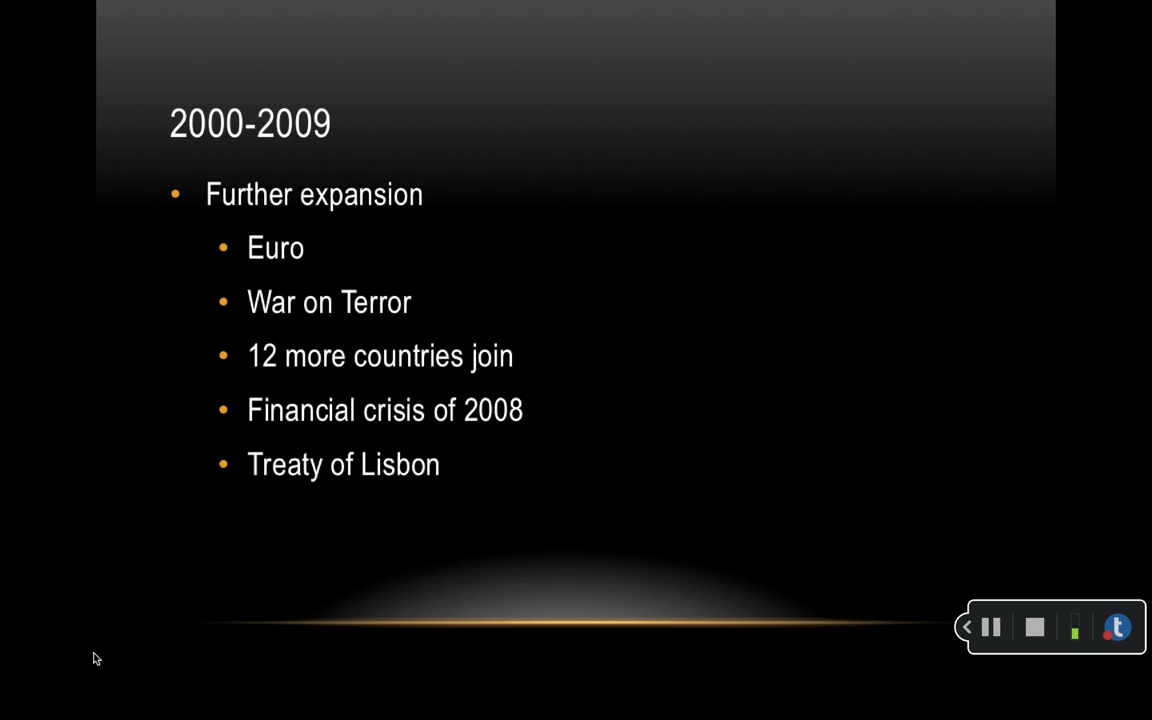 2000-2009
• Further expansion
• Euro
• War on Terror
• 12 more countries join
• Financial crisis of 2008
• Treaty of Lisbon
t